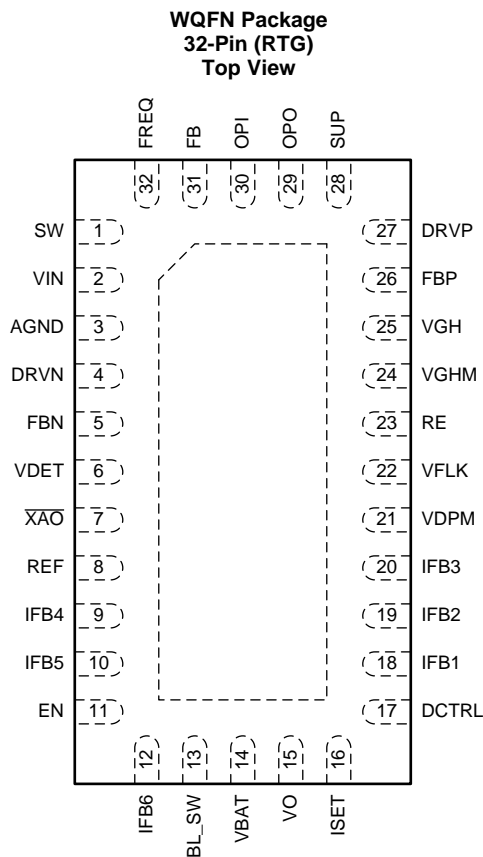 WQFN Package
32-Pin (RTG)
Top View
FREQ
FB
OPI
OPO
SUP
32
31
30
29
28
SW 1
27 DRVP
VIN 2
26 FBP
AGND 3
25 VGH
DRVN 4
24 VGHM
FBN 5
23 RE
VDET 6
22 VFLK
XAO 7
21 VDPM
REF 8
20 IFB3
IFB4 9
19 IFB2
IFB5 10
18 IFB1
EN 11
17 DCTRL
12
13
14
15
16
IFB6
BL_SW
VBAT
VO
ISET